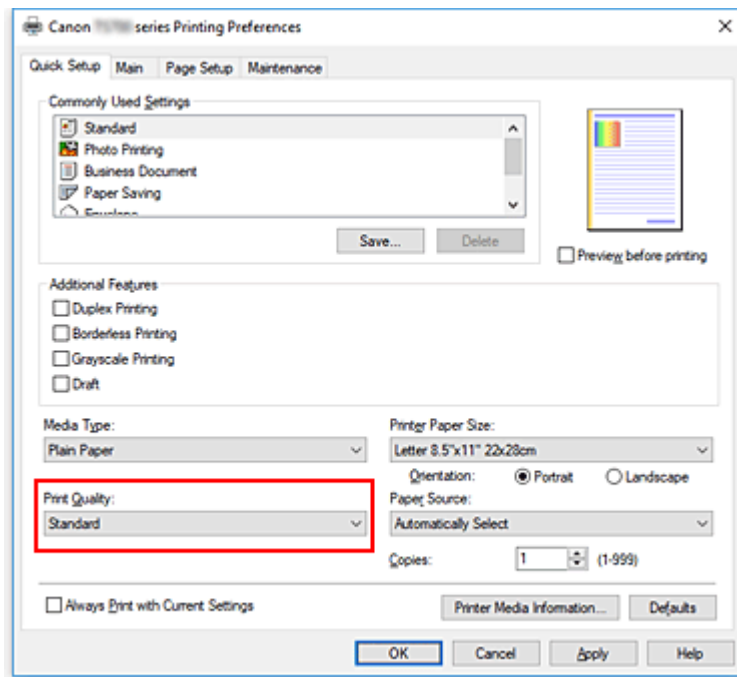 Canon series Printing Preferences
Quick Setup Main Page Setup Maintenance
Commonly Used Settings
Standard
Photo Printing
Business Document
Paper Saving
Envelope
Save... Delete
Preview before printing
Additional Features
Duplex Printing
Borderless Printing
Grayscale Printing
Draft
Media Type:
Plain Paper
Printer Paper Size:
Letter 8.5"x11" 22x28cm
Orientation: Portrait Landscape
Print Quality:
Standard
Paper Source:
Automatically Select
Copies: 1 (1-999)
Always Print with Current Settings
Printer Media Information... Defaults
OK Cancel Apply Help